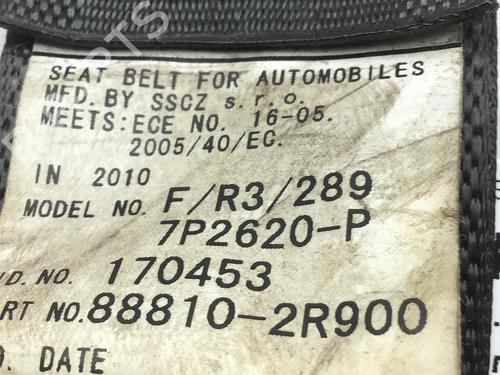 SEAT BELT FOR AUTOMOBILES
MFD. BY SSCZ s. r. o.
MEETS: ECE NO. 16-05.
2005/40/EC.
IN 2010
MODEL NO. F/R3/289
7P2620-P
D. NO. 170453
RT NO. 88810-2R900
. DATE